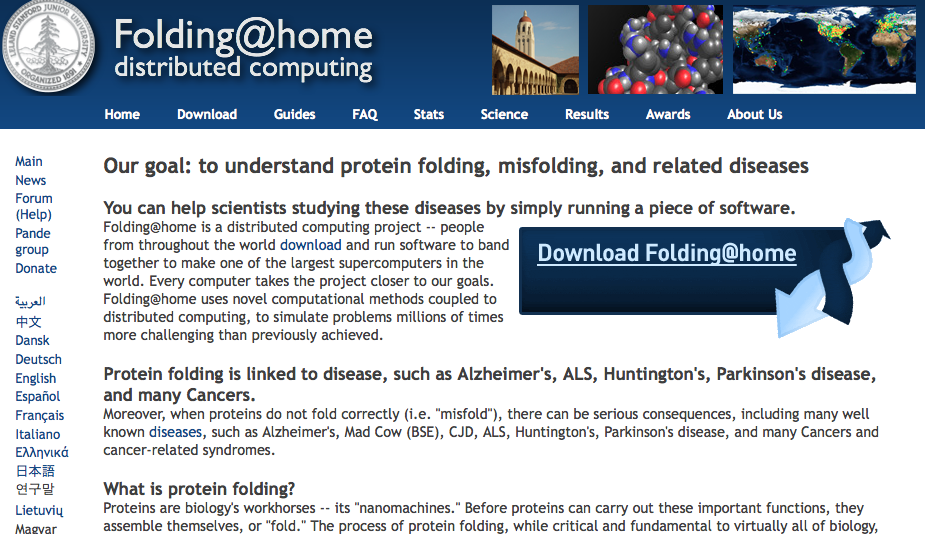 LELAND STANFORD JUNIOR UNIVERSITY
ORGANIZED 1891
Folding@home
distributed computing
Home Download Guides FAQ Stats Science Results Awards About Us
Main
News
Forum
(Help)
Pande
group
Donate
العربية
中文
Dansk
Deutsch
English
Español
Français
Italiano
Ελληνικά
日本語
연구말
Lietuvių
Magyar
Our goal: to understand protein folding, misfolding, and related diseases
You can help scientists studying these diseases by simply running a piece of software.
Folding@home is a distributed computing project -- people
from throughout the world download and run software to band
together to make one of the largest supercomputers in the
world. Every computer takes the project closer to our goals.
Folding@home uses novel computational methods coupled to
distributed computing, to simulate problems millions of times
more challenging than previously achieved.
Download Folding@home
Protein folding is linked to disease, such as Alzheimer's, ALS, Huntington's, Parkinson's disease,
and many Cancers.
Moreover, when proteins do not fold correctly (i.e. "misfold"), there can be serious consequences, including many well
known diseases, such as Alzheimer's, Mad Cow (BSE), CJD, ALS, Huntington's, Parkinson's disease, and many Cancers and
cancer-related syndromes.
What is protein folding?
Proteins are biology's workhorses -- its "nanomachines." Before proteins can carry out these important functions, they
assemble themselves, or "fold." The process of protein folding, while critical and fundamental to virtually all of biology,